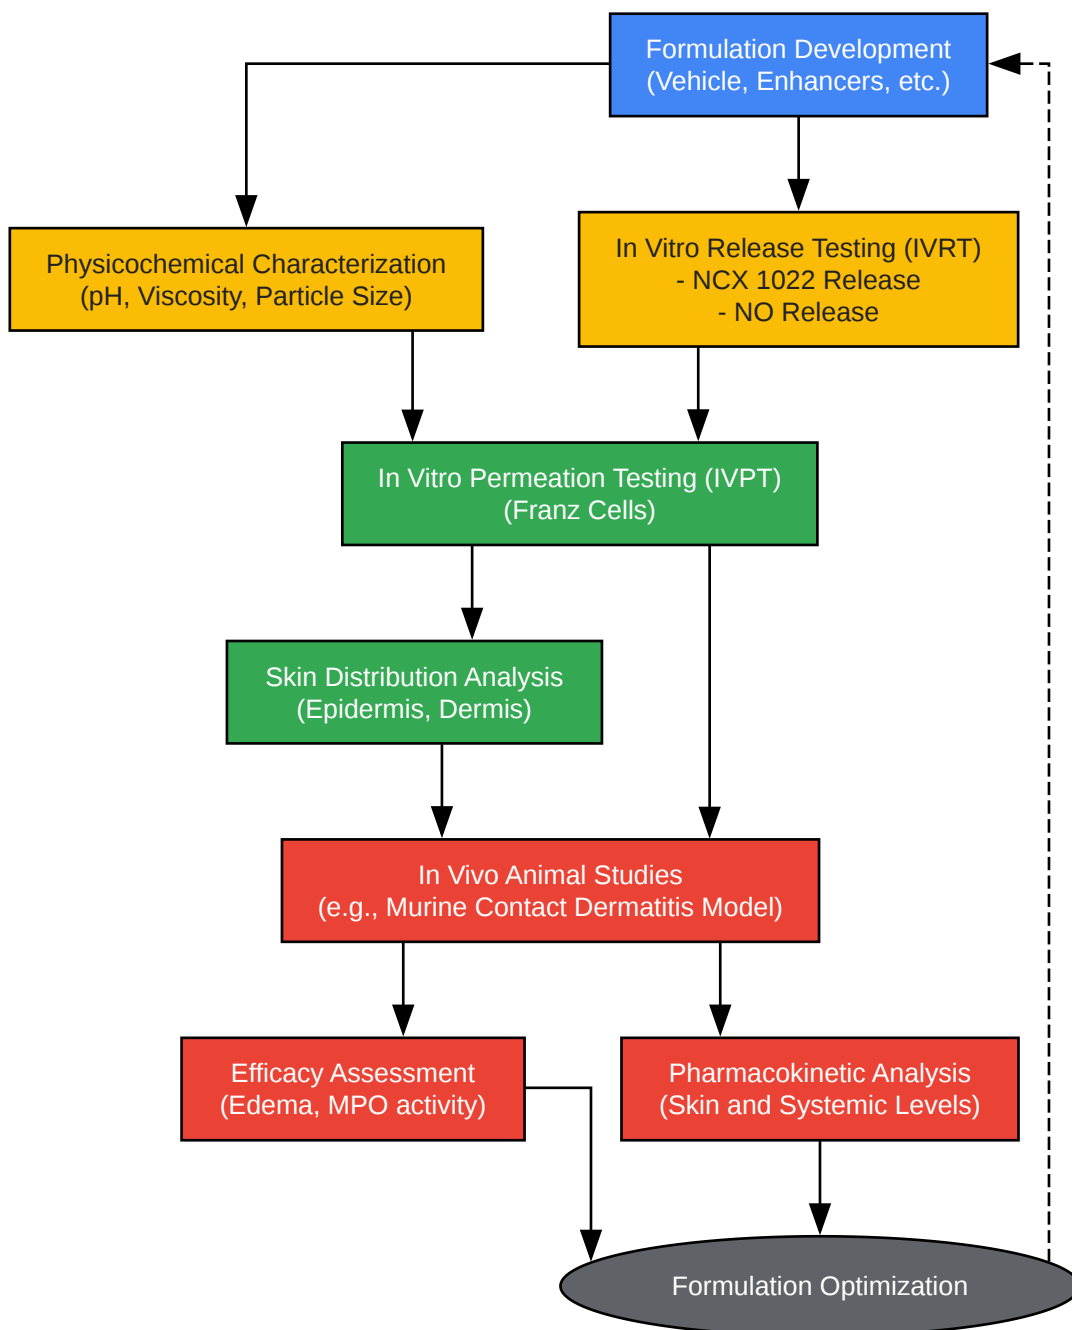 Formulation Development
(Vehicle, Enhancers, etc.)
Physicochemical Characterization
(pH, Viscosity, Particle Size)
In Vitro Release Testing (IVRT)
- NCX 1022 Release
- NO Release
In Vitro Permeation Testing (IVPT)
(Franz Cells)
Skin Distribution Analysis
(Epidermis, Dermis)
In Vivo Animal Studies
(e.g., Murine Contact Dermatitis Model)
Efficacy Assessment
(Edema, MPO activity)
Pharmacokinetic Analysis
(Skin and Systemic Levels)
Formulation Optimization